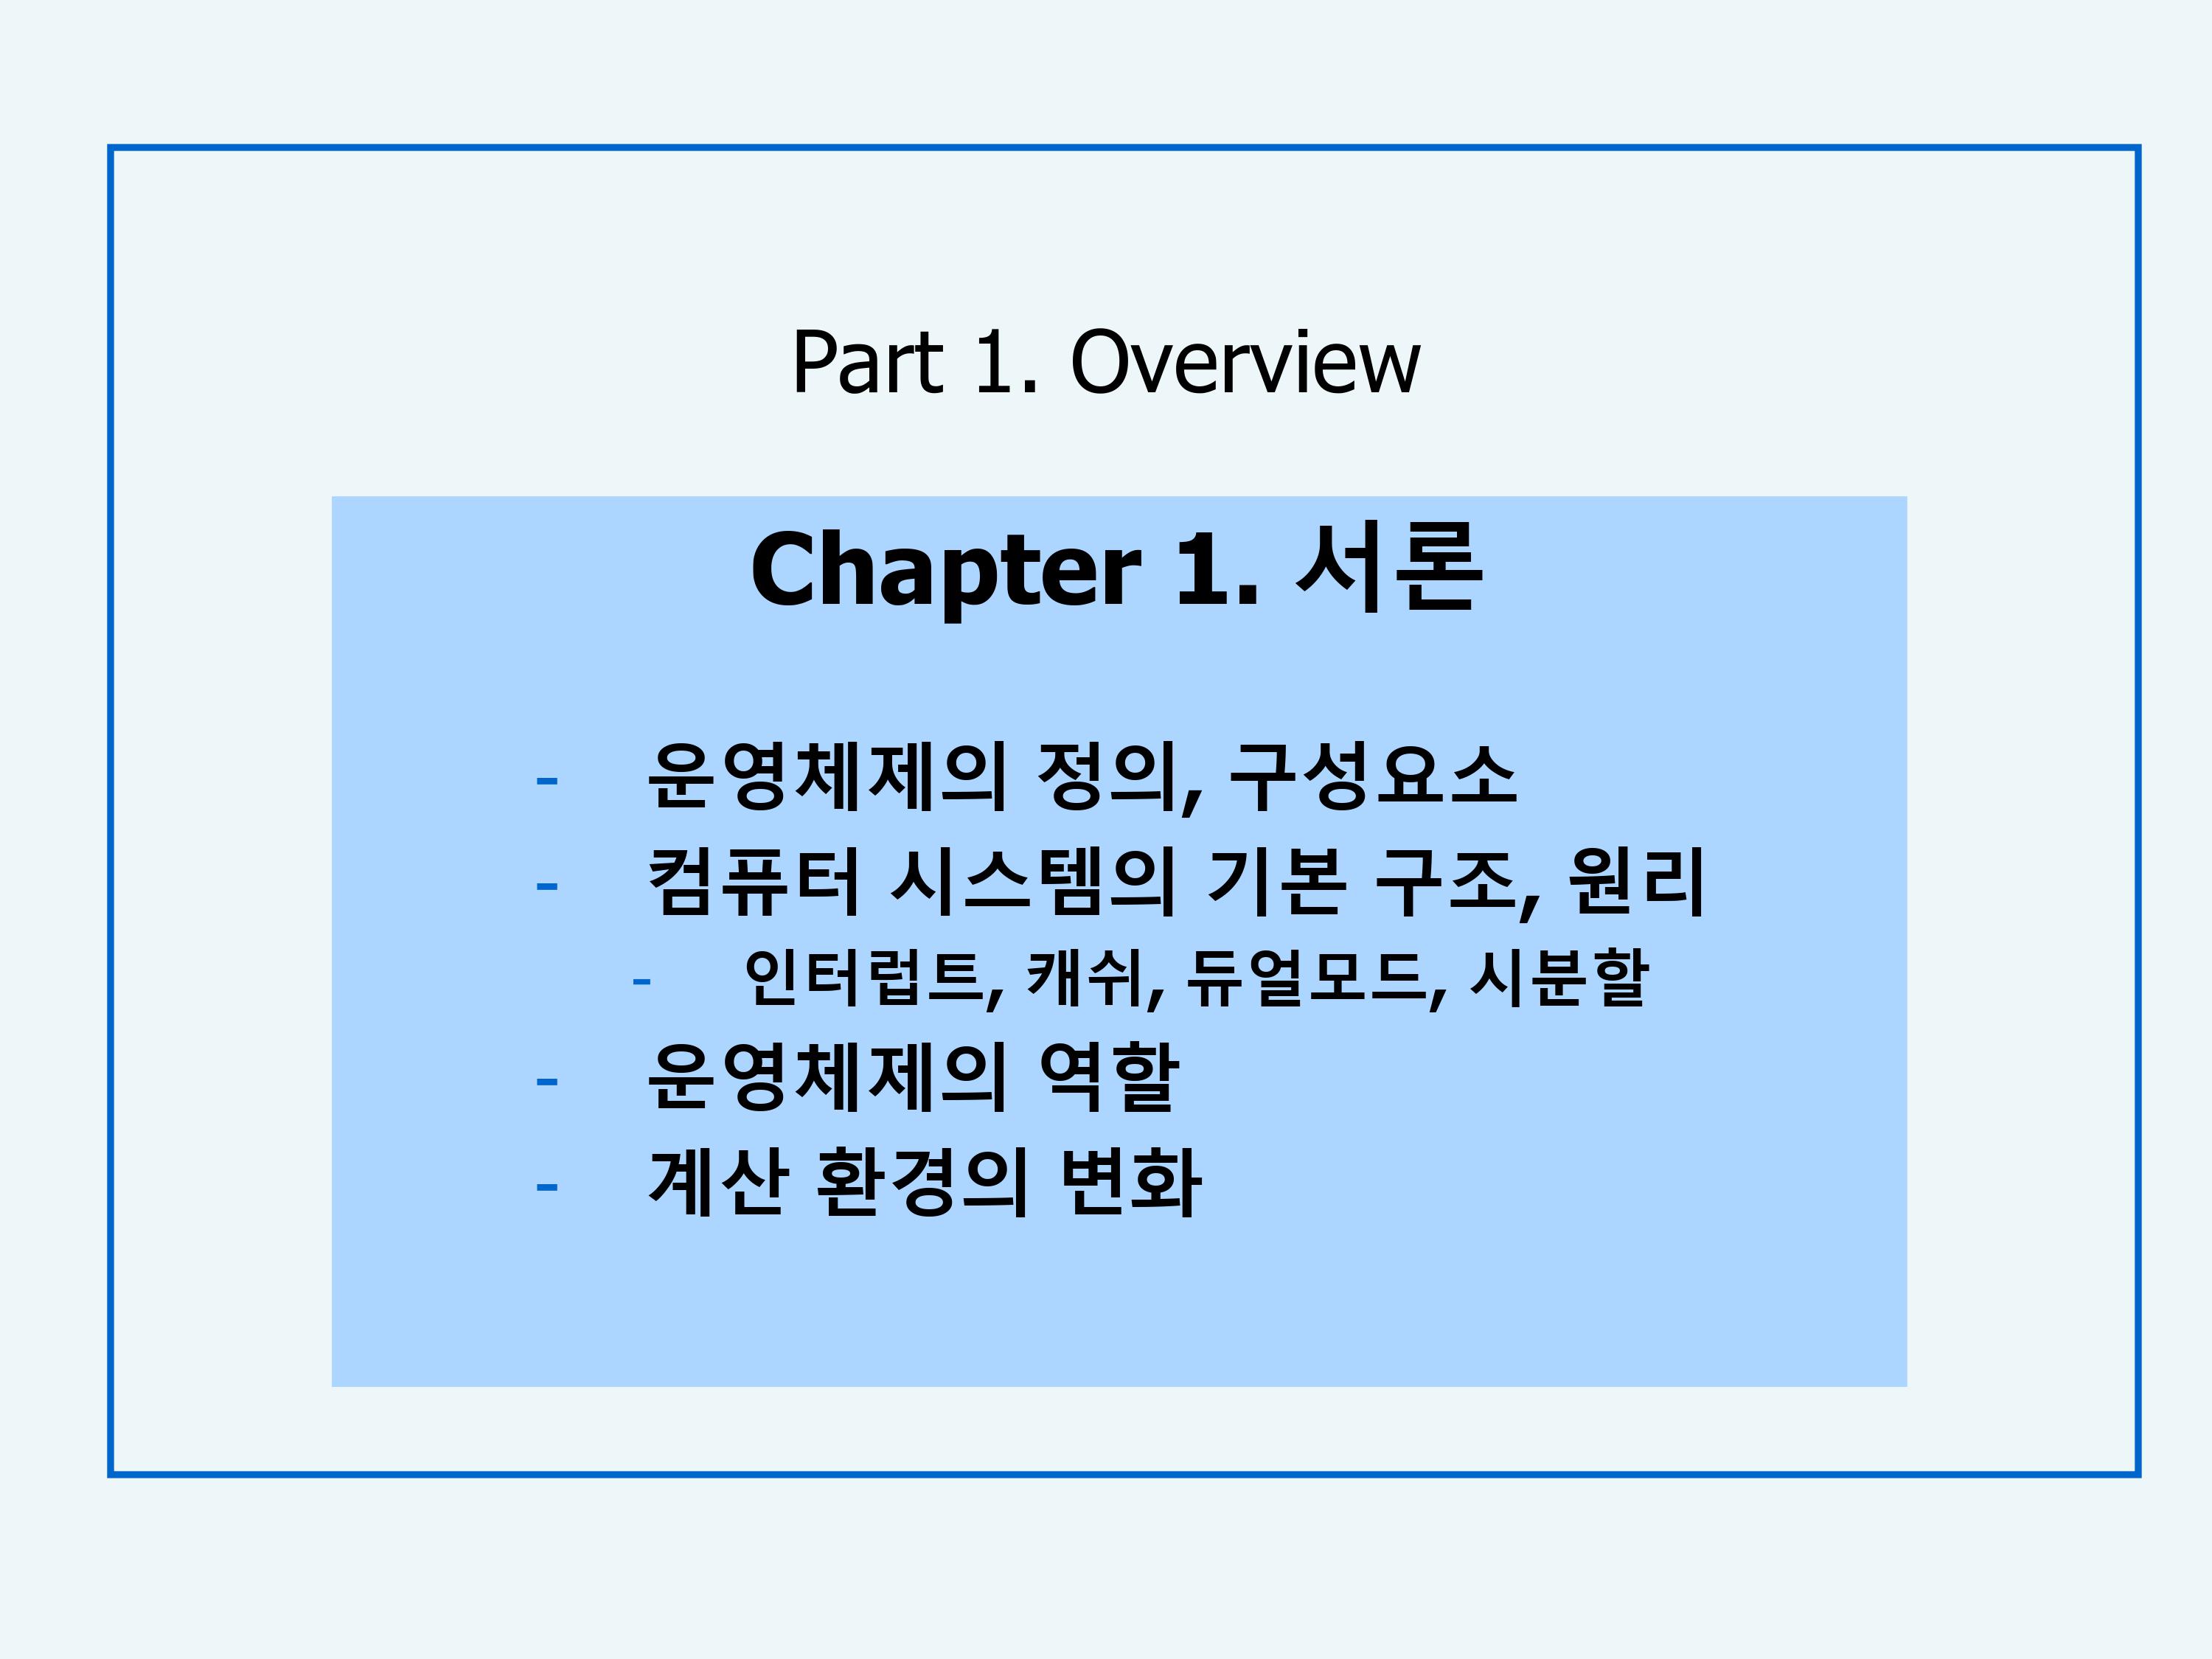 Part 1. Overview
Chapter 1. 서론
- 운영체제의 정의, 구성요소
- 컴퓨터 시스템의 기본 구조, 원리
- 인터럽트, 캐쉬, 듀얼모드, 시분할
- 운영체제의 역할
- 계산 환경의 변화